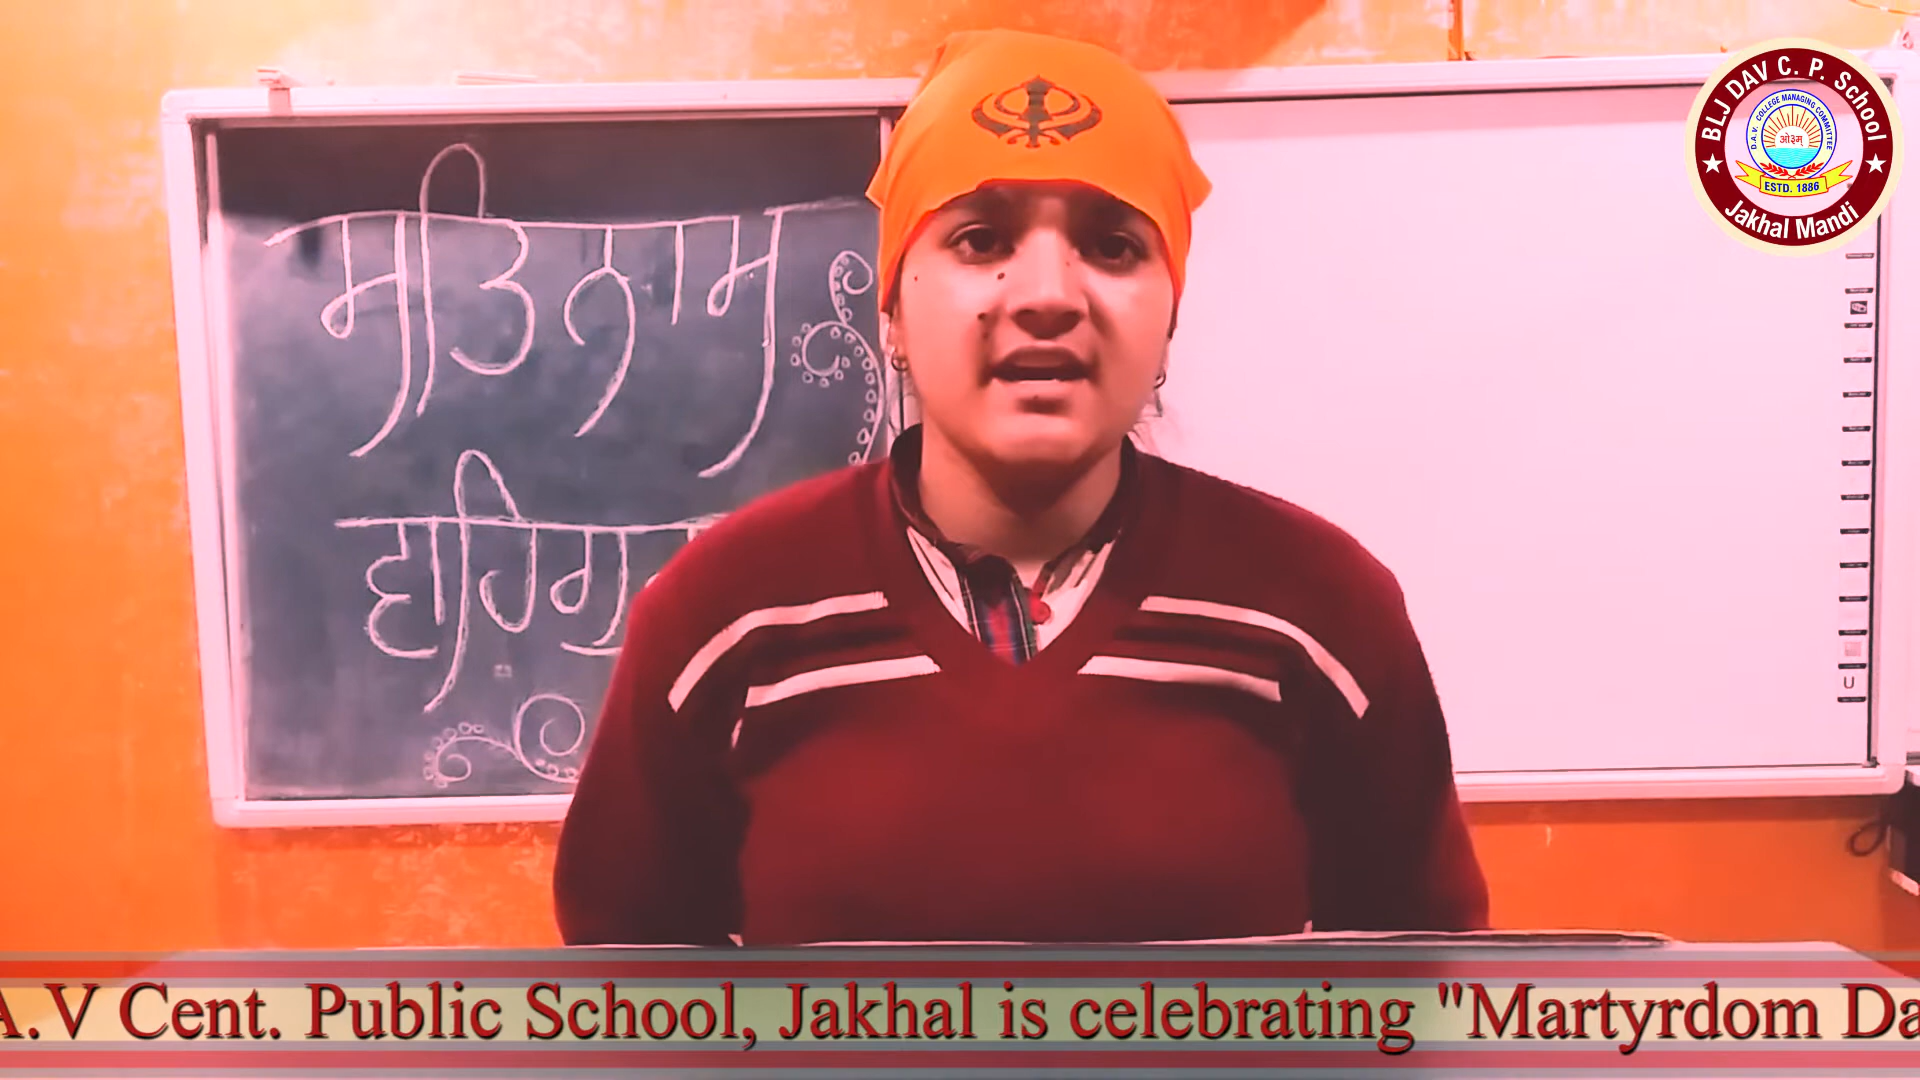 ਸਤਿਨਾਮ
ਵਾਹਿਗੁ
BLJ DAV C. P. School
D.A.V. COLLEGE MANAGING COMMITTEE
ओ३म्
ESTD. 1886
Jakhal Mandi
U
A.V Cent. Public School, Jakhal is celebrating "Martyrdom Da